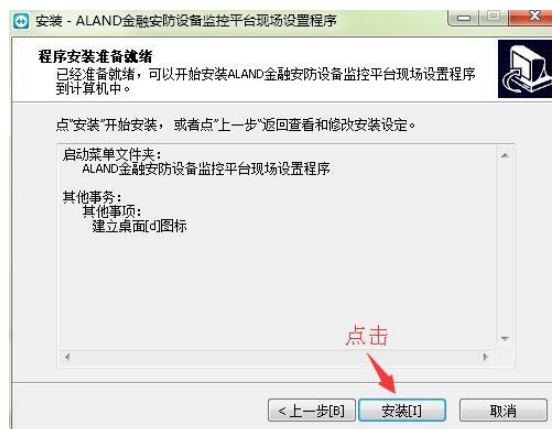 安装 - ALAND金融安防设备监控平台现场设置程序
程序安装准备就绪
已经准备就绪，可以开始安装ALAND金融安防设备监控平台现场设置程序
到计算机中。
点"安装"开始安装，或者点"上一步"返回查看和修改安装设定。
启动菜单文件夹：
ALAND金融安防设备监控平台现场设置程序
其他事务：
其他事项：
建立桌面[d]图标
点击
<上一步[B] 安装[I] 取消